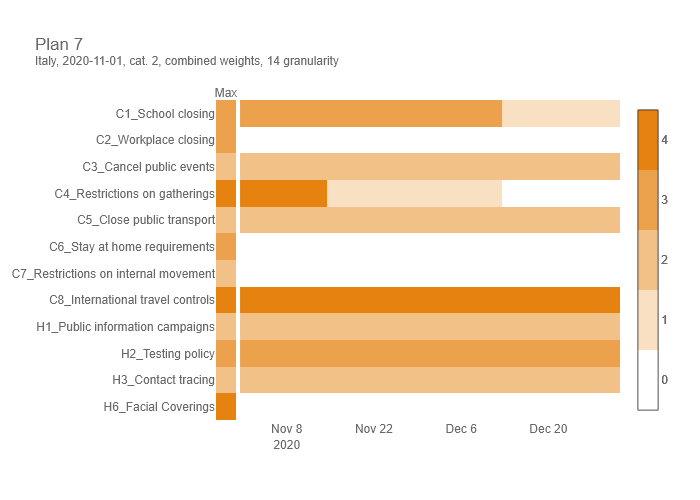 Plan 7
Italy, 2020-11-01, cat. 2, combined weights, 14 granularity
Max
C1_School closing
C2_Workplace closing
C3_Cancel public events
C4_Restrictions on gatherings
C5_Close public transport
C6_Stay at home requirements
C7_Restrictions on internal movement
C8_International travel controls
H1_Public information campaigns
H2_Testing policy
H3_Contact tracing
H6_Facial Coverings
Nov 8
2020
Nov 22
Dec 6
Dec 20
4
3
2
1
0